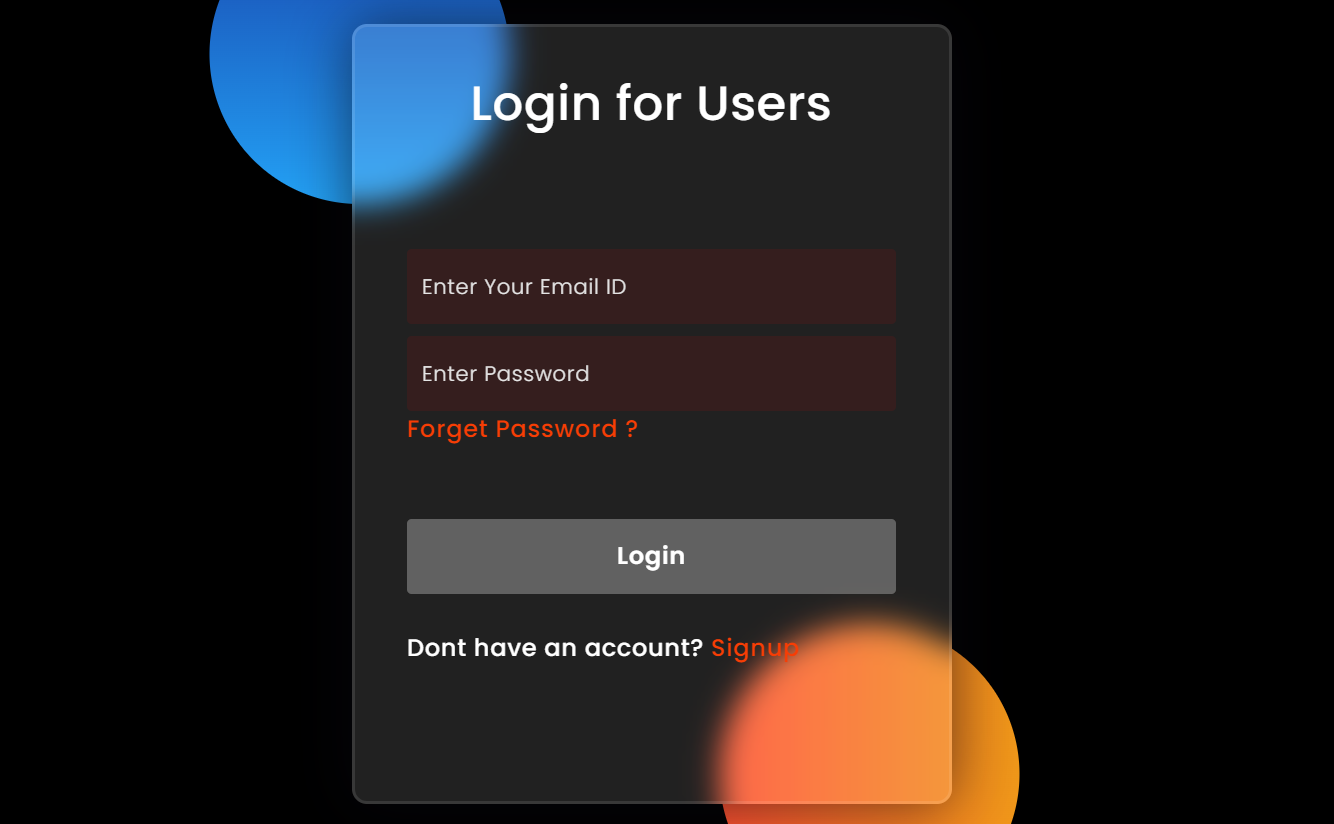 Login for Users
Enter Your Email ID
Enter Password
Forget Password ?
Login
Dont have an account? Signup